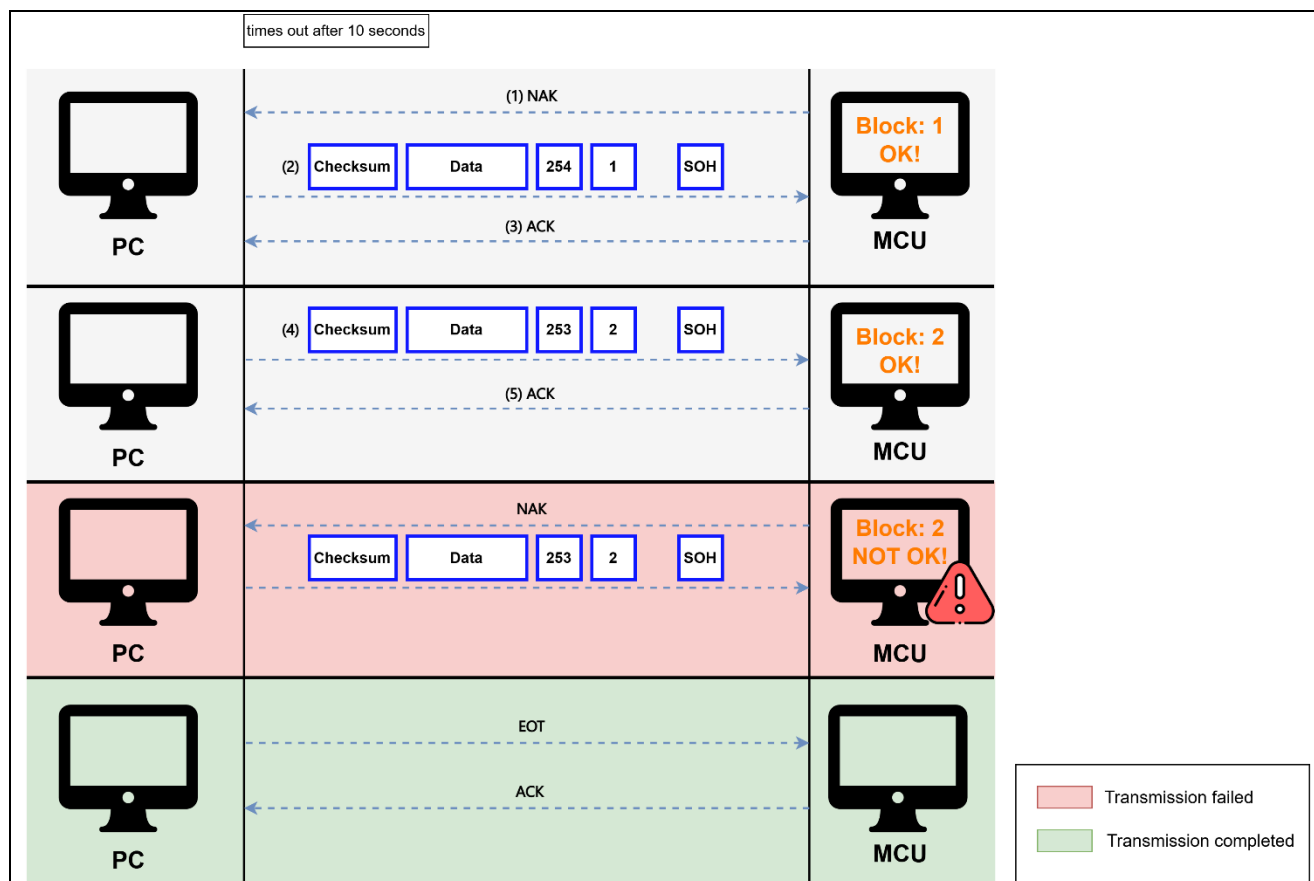 times out after 10 seconds
(1) NAK
Block: 1
OK!
(2) Checksum Data 254 1 SOH
(3) ACK
PC
MCU
(4) Checksum Data 253 2 SOH
Block: 2
OK!
(5) ACK
PC
MCU
NAK
Block: 2
NOT OK!
Checksum Data 253 2 SOH
PC
MCU
EOT
ACK
PC
MCU
Transmission failed
Transmission completed